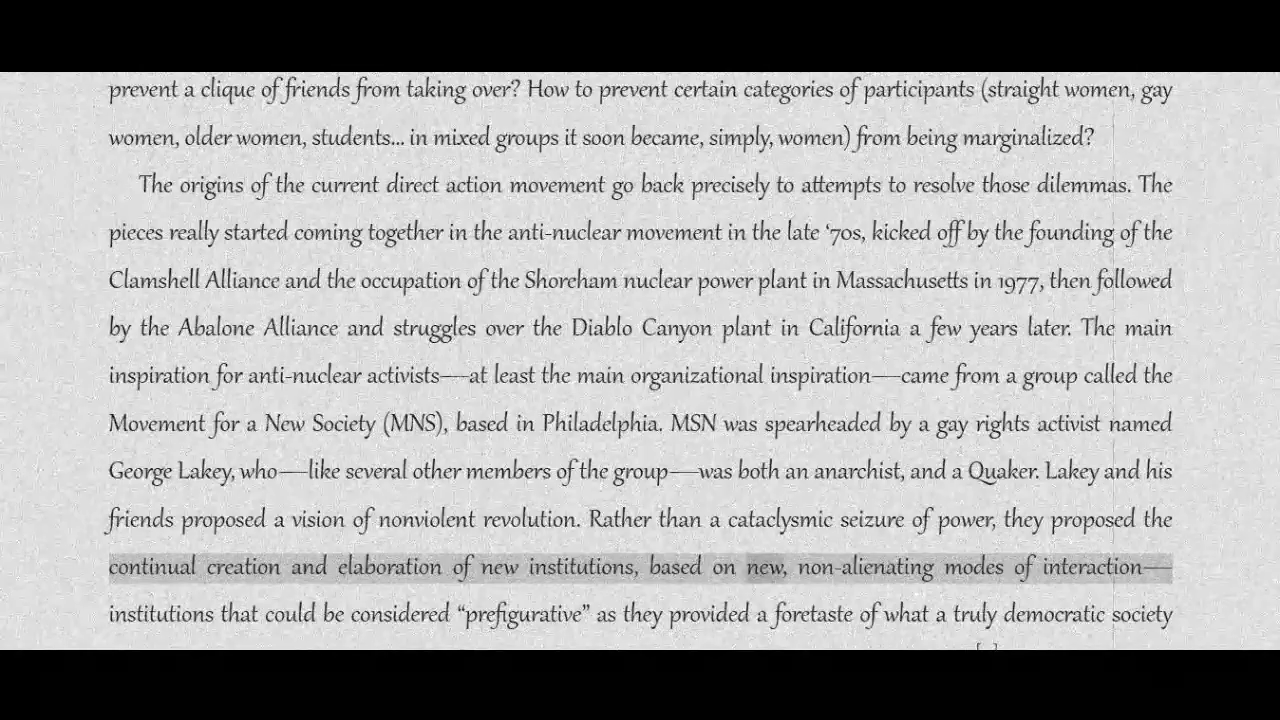 prevent a clique of friends from taking over? How to prevent certain categories of participants (straight women, gay
women, older women, students... in mixed groups it soon became, simply, women) from being marginalized?
The origins of the current direct action movement go back precisely to attempts to resolve those dilemmas. The
pieces really started coming together in the anti-nuclear movement in the late ‘70s, kicked off by the founding of the
Clamshell Alliance and the occupation of the Shoreham nuclear power plant in Massachusetts in 1977, then followed
by the Abalone Alliance and struggles over the Diablo Canyon plant in California a few years later. The main
inspiration for anti-nuclear activists—at least the main organizational inspiration—came from a group called the
Movement for a New Society (MNS), based in Philadelphia. MSN was spearheaded by a gay rights activist named
George Lakey, who—like several other members of the group—was both an anarchist, and a Quaker. Lakey and his
friends proposed a vision of nonviolent revolution. Rather than a cataclysmic seizure of power, they proposed the
continual creation and elaboration of new institutions, based on new, non-alienating modes of interaction—
institutions that could be considered “prefigurative” as they provided a foretaste of what a truly democratic society